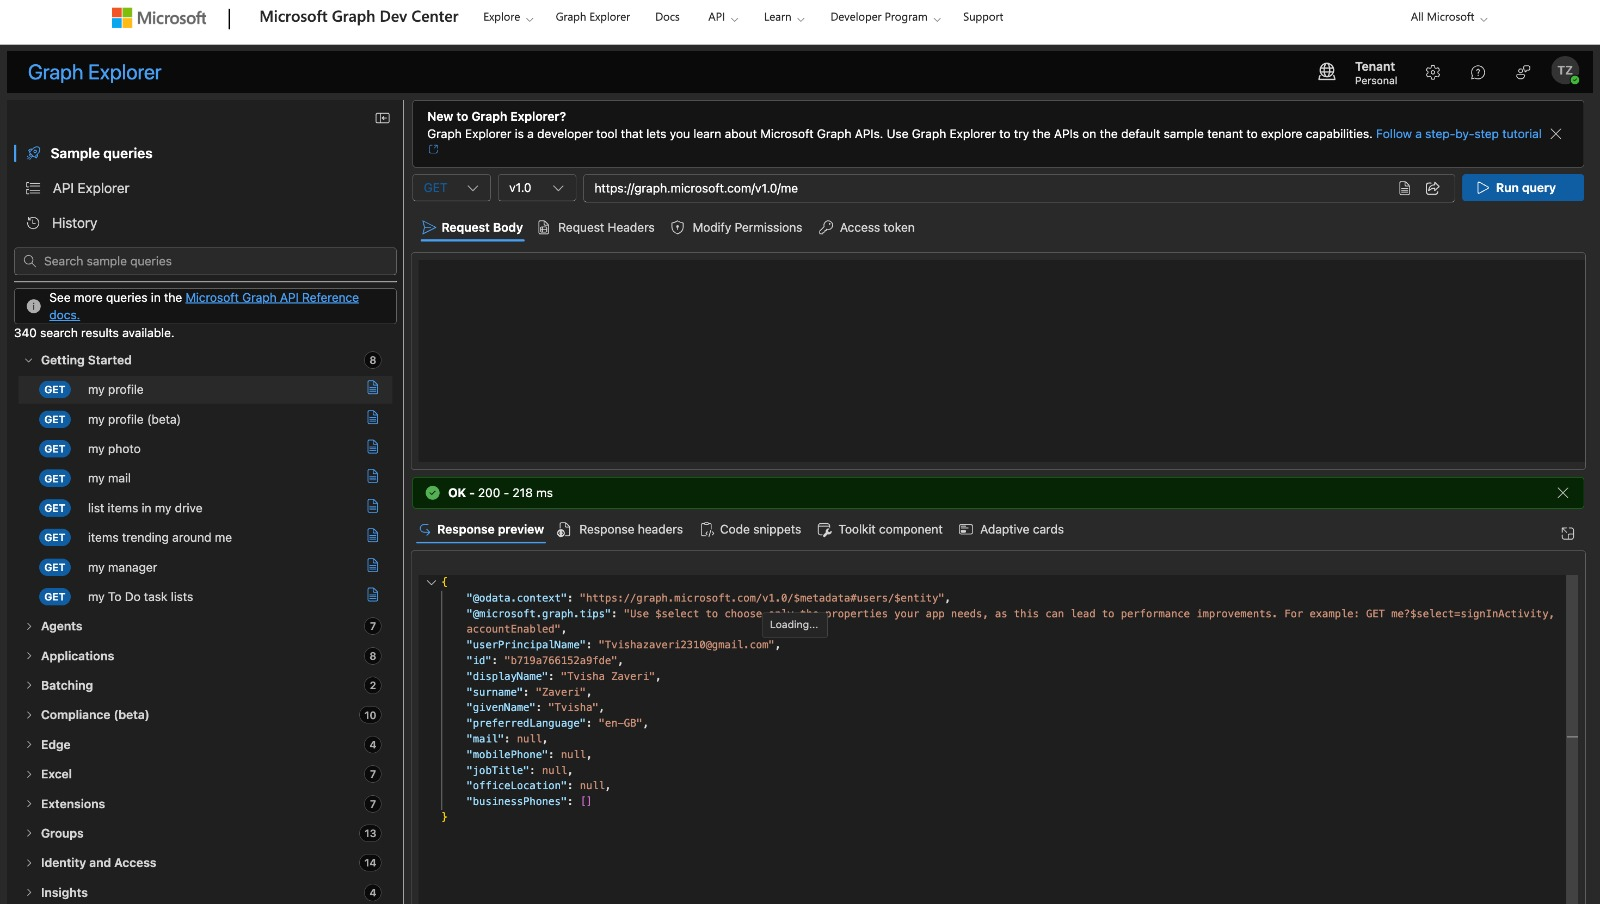 Microsoft | Microsoft Graph Dev Center Explore Graph Explorer Docs API Learn Developer Program Support All Microsoft
Graph Explorer
Tenant
Personal
TZ
New to Graph Explorer?
Graph Explorer is a developer tool that lets you learn about Microsoft Graph APIs. Use Graph Explorer to try the APIs on the default sample tenant to explore capabilities. Follow a step-by-step tutorial
Sample queries
API Explorer
History
Search sample queries
See more queries in the Microsoft Graph API Reference
docs.
340 search results available.
Getting Started 8
GET my profile
GET my profile (beta)
GET my photo
GET my mail
GET list items in my drive
GET items trending around me
GET my manager
GET my To Do task lists
Agents 7
Applications 8
Batching 2
Compliance (beta) 10
Edge 4
Excel 7
Extensions 7
Groups 13
Identity and Access 14
Insights 4
GET v1.0 https://graph.microsoft.com/v1.0/me Run query
Request Body Request Headers Modify Permissions Access token
OK - 200 - 218 ms
Response preview Response headers Code snippets Toolkit component Adaptive cards
{
"@odata.context": "https://graph.microsoft.com/v1.0/$metadata#users/$entity",
"@microsoft.graph.tips": "Use $select to choose only the properties your app needs, as this can lead to performance improvements. For example: GET me?$select=signInActivity,
accountEnabled",
Loading...
"userPrincipalName": "Tvishazaveri2310@gmail.com",
"id": "b719a766152a9fde",
"displayName": "Tvisha Zaveri",
"surname": "Zaveri",
"givenName": "Tvisha",
"preferredLanguage": "en-GB",
"mail": null,
"mobilePhone": null,
"jobTitle": null,
"officeLocation": null,
"businessPhones": []
}